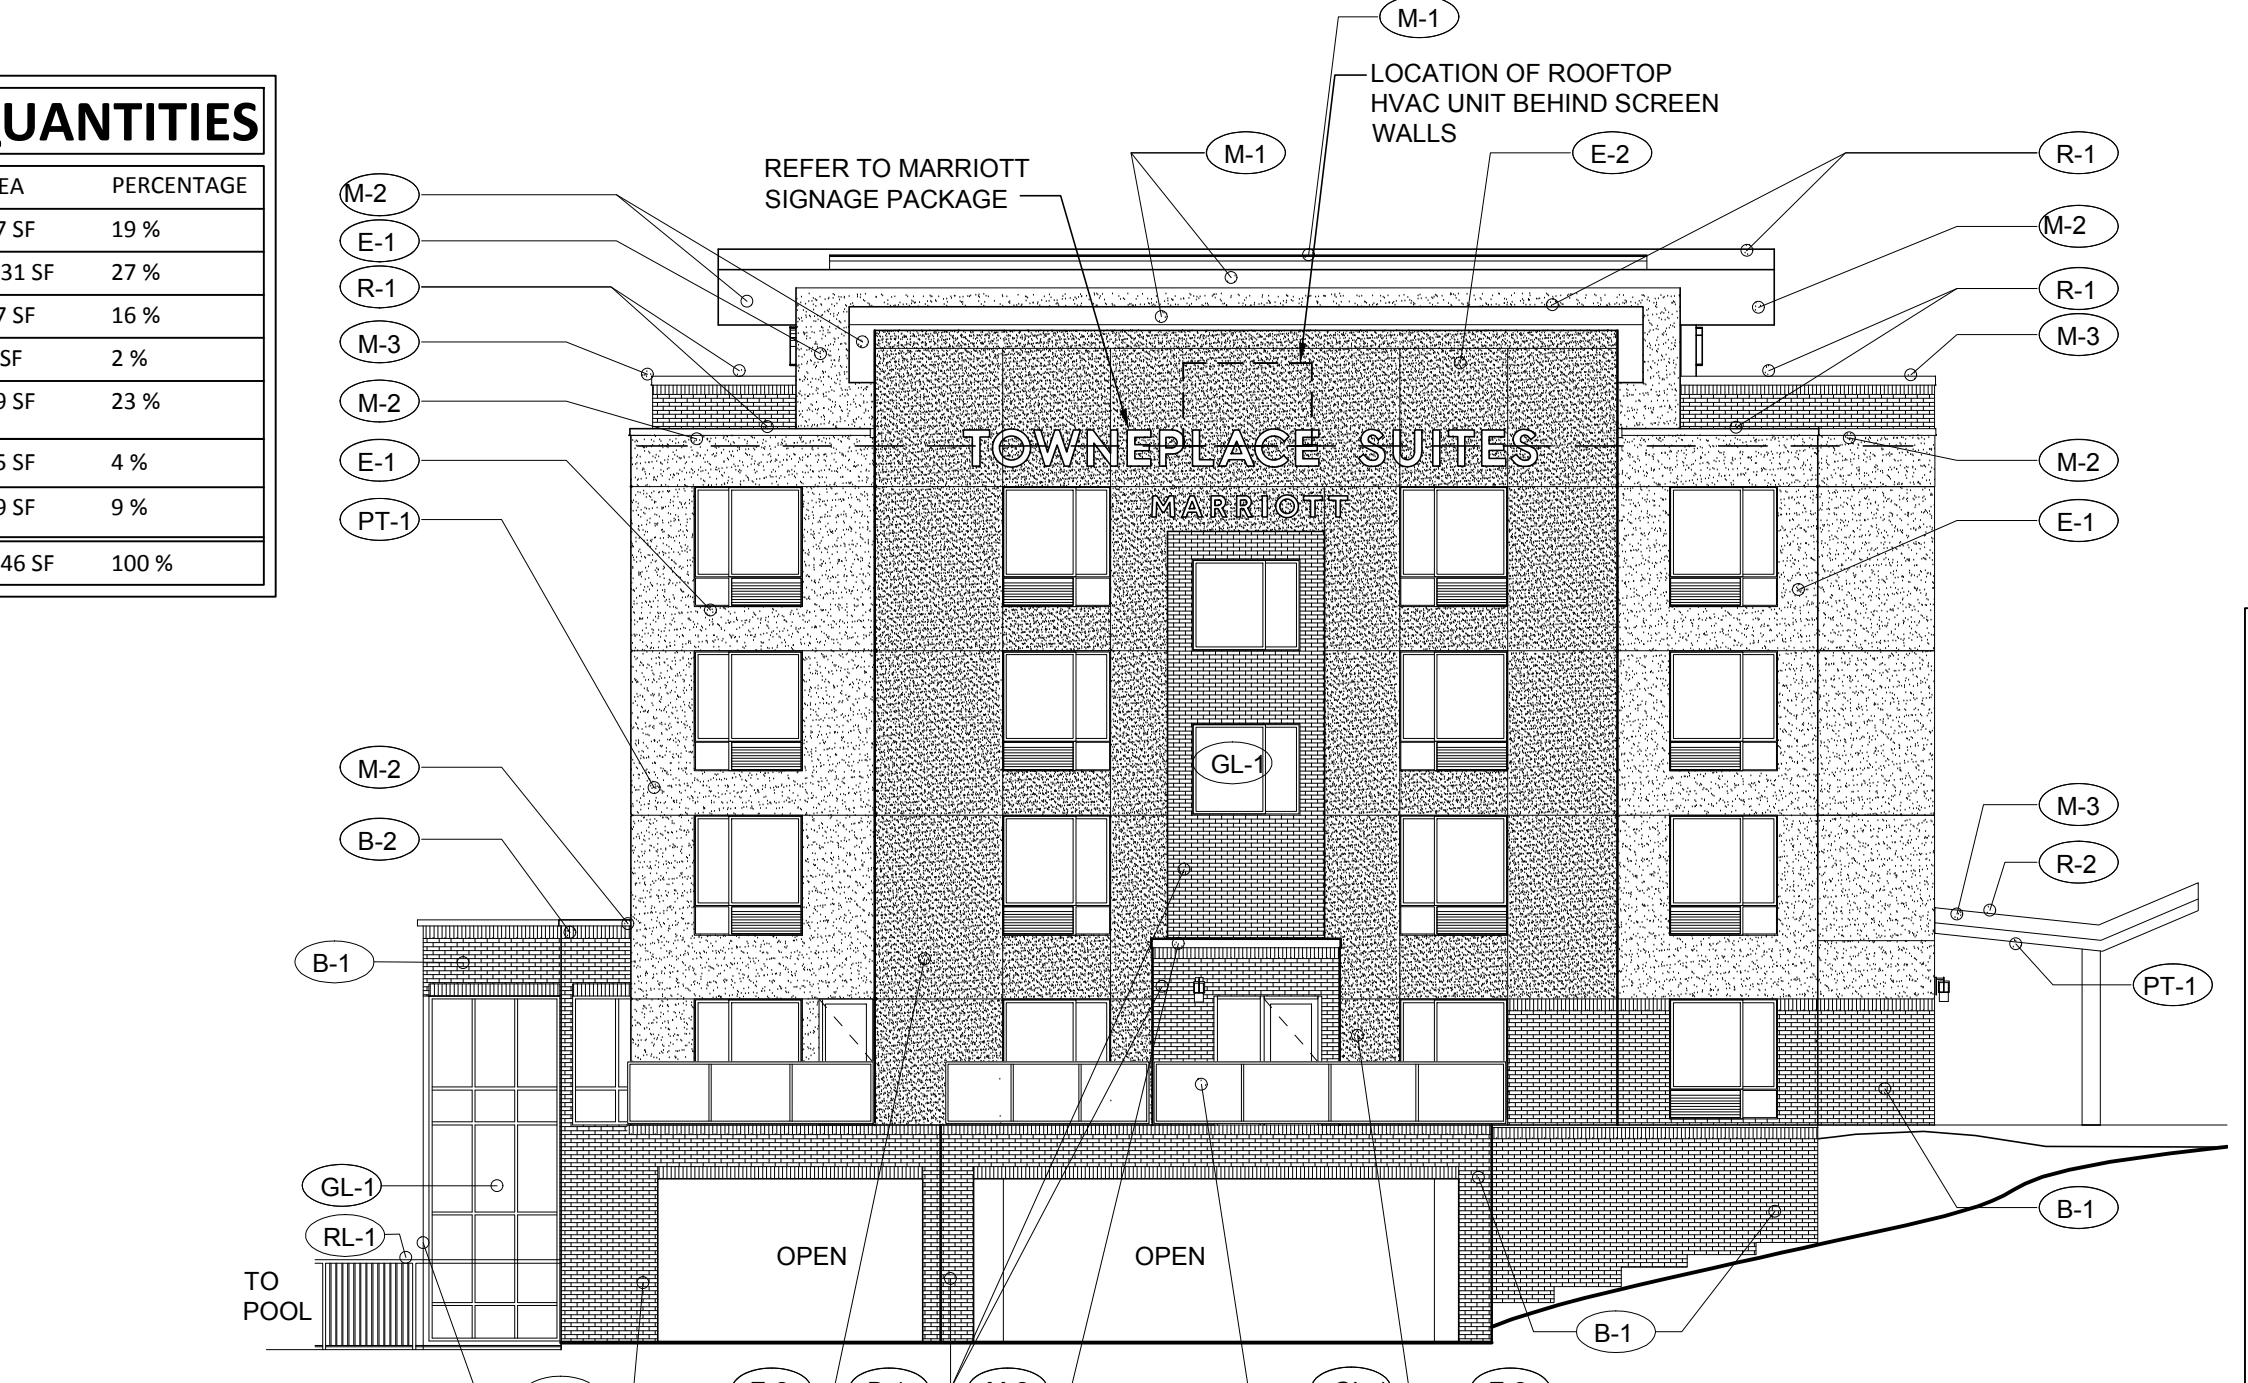 M-1
LOCATION OF ROOFTOP
HVAC UNIT BEHIND SCREEN
WALLS
UANTITIES
EA PERCENTAGE
7 SF 19 %
31 SF 27 %
7 SF 16 %
SF 2 %
9 SF 23 %
5 SF 4 %
9 SF 9 %
46 SF 100 %
REFER TO MARRIOTT
SIGNAGE PACKAGE
M-1
E-2
R-1
M-2
E-1
R-1
M-3
M-2
E-1
PT-1
M-2
R-1
M-3
M-2
E-1
TOWNEPLACE SUITES
MARRIOTT
GL-1
M-2
B-2
B-1
M-3
R-2
PT-1
GL-1
RL-1
TO
POOL
OPEN
OPEN
B-1
B-1